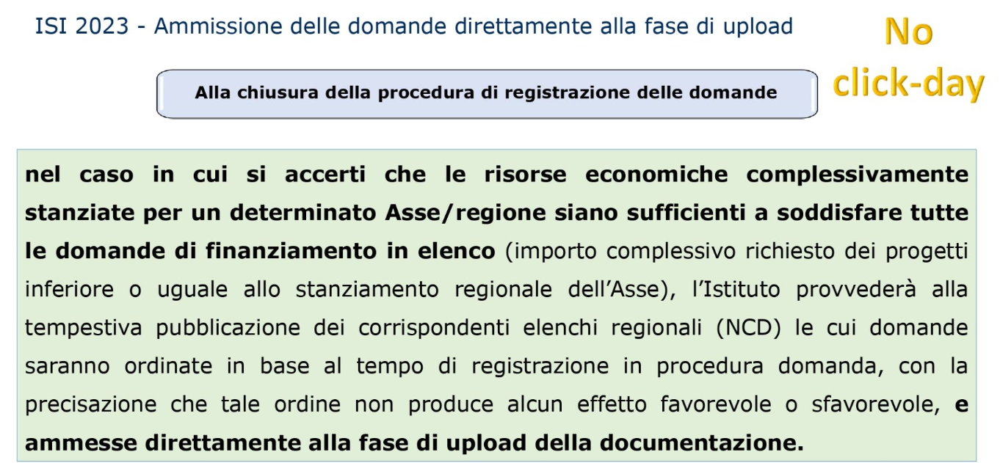 ISI 2023 - Ammissione delle domande direttamente alla fase di upload
No
click-day
Alla chiusura della procedura di registrazione delle domande
nel caso in cui si accerti che le risorse economiche complessivamente
stanziate per un determinato Asse/regione siano sufficienti a soddisfare tutte
le domande di finanziamento in elenco (importo complessivo richiesto dei progetti
inferiore o uguale allo stanziamento regionale dell’Asse), l’Istituto provvederà alla
tempestiva pubblicazione dei corrispondenti elenchi regionali (NCD) le cui domande
saranno ordinate in base al tempo di registrazione in procedura domanda, con la
precisazione che tale ordine non produce alcun effetto favorevole o sfavorevole, e
ammesse direttamente alla fase di upload della documentazione.